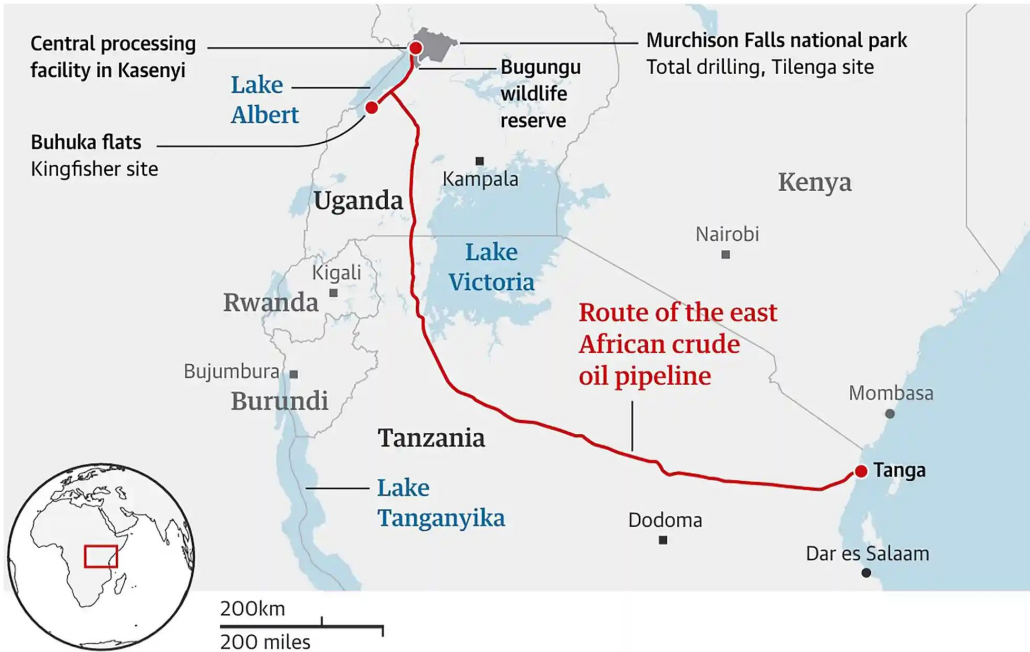 Central processing
facility in Kasenyi
Murchison Falls national park
Total drilling, Tilenga site
Bugungu
wildlife
reserve
Lake
Albert
Buhuka flats
Kingfisher site
Kampala
Kenya
Uganda
Nairobi
Lake
Victoria
Kigali
Rwanda
Route of the east
African crude
oil pipeline
Bujumbura
Burundi
Mombasa
Tanzania
Tanga
Lake
Tanganyika
Dodoma
Dar es Salaam
200km
200 miles